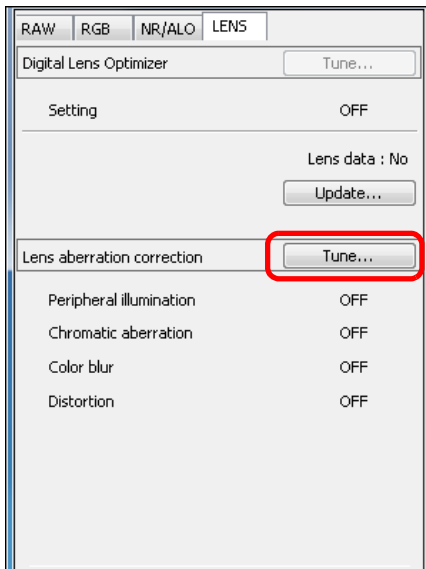 RAW RGB NR/ALO LENS
Digital Lens Optimizer Tune...
Setting OFF
Lens data : No
Update...
Lens aberration correction Tune...
Peripheral illumination OFF
Chromatic aberration OFF
Color blur OFF
Distortion OFF